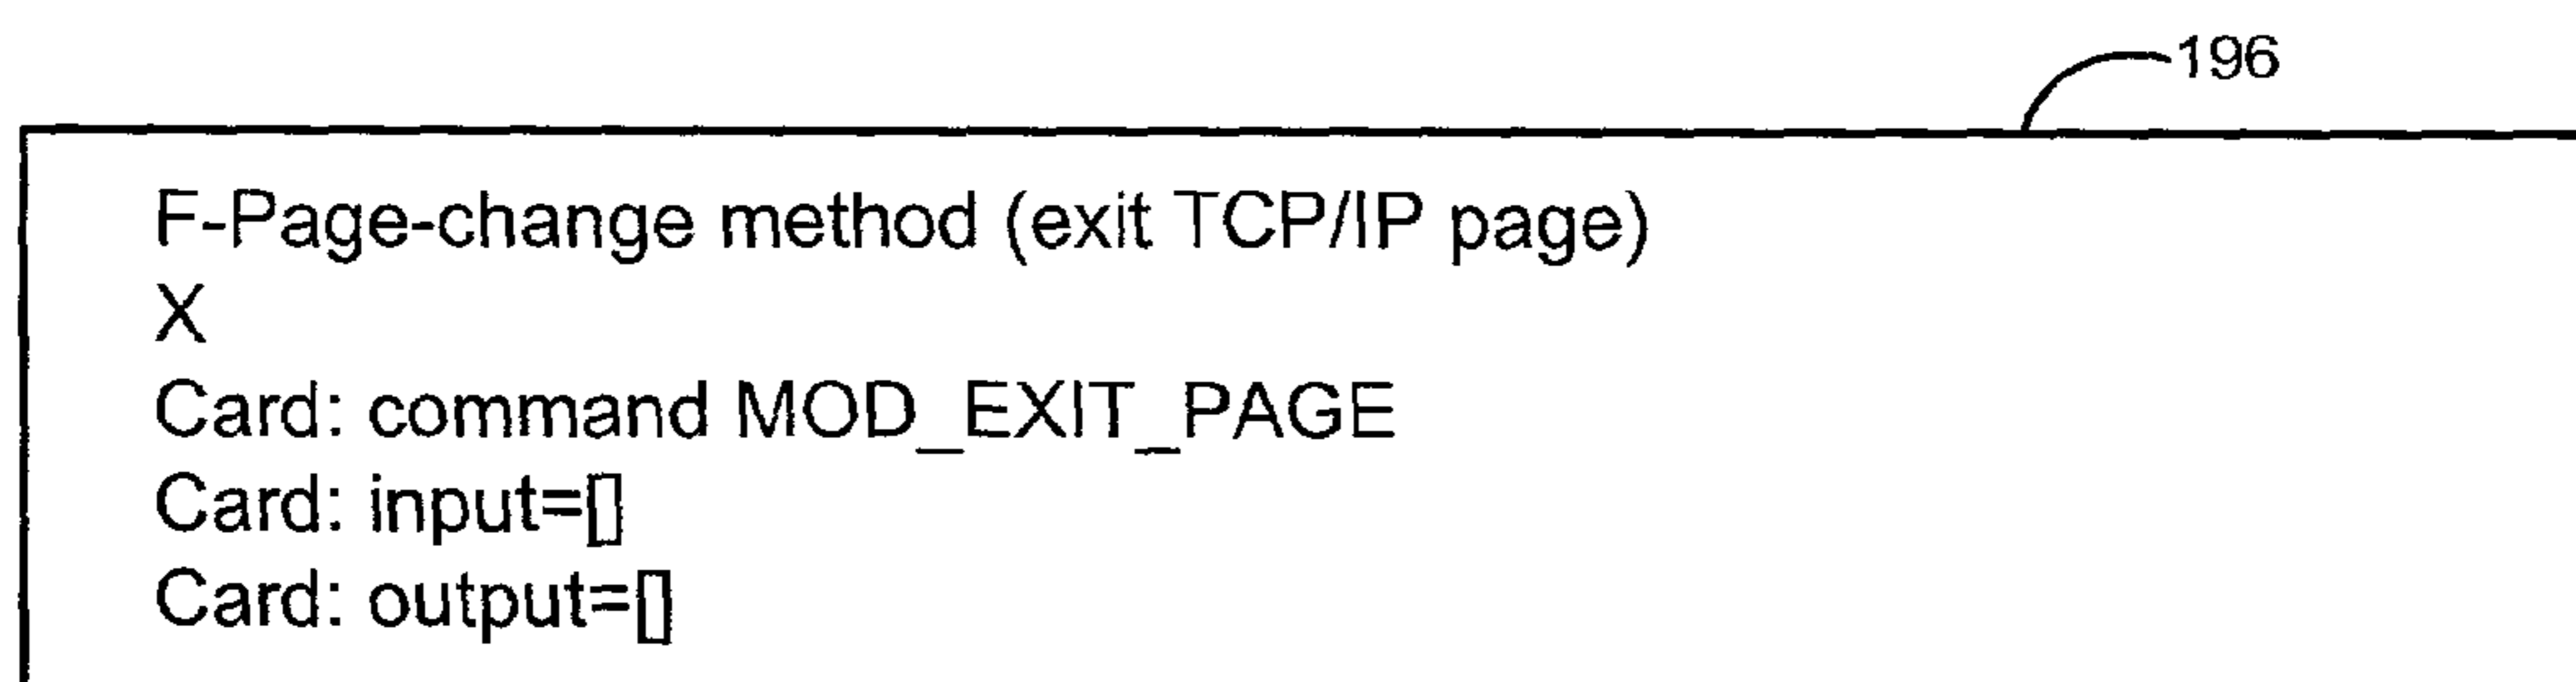 196
F-Page-change method (exit TCP/IP page)
X
Card: command MOD_EXIT_PAGE
Card: input=[]
Card: output=[]